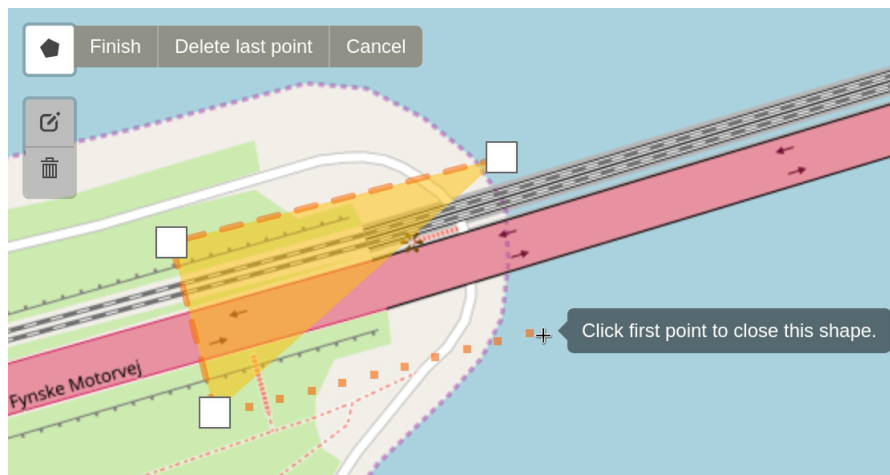 Finish Delete last point Cancel
Click first point to close this shape.
Fynske Motorvej